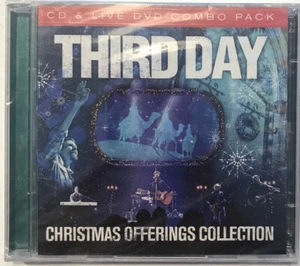 CD & LIVE DVD/COMBO PACK
THIRD DAY
CHRISTMAS OFFERINGS COLLECTION